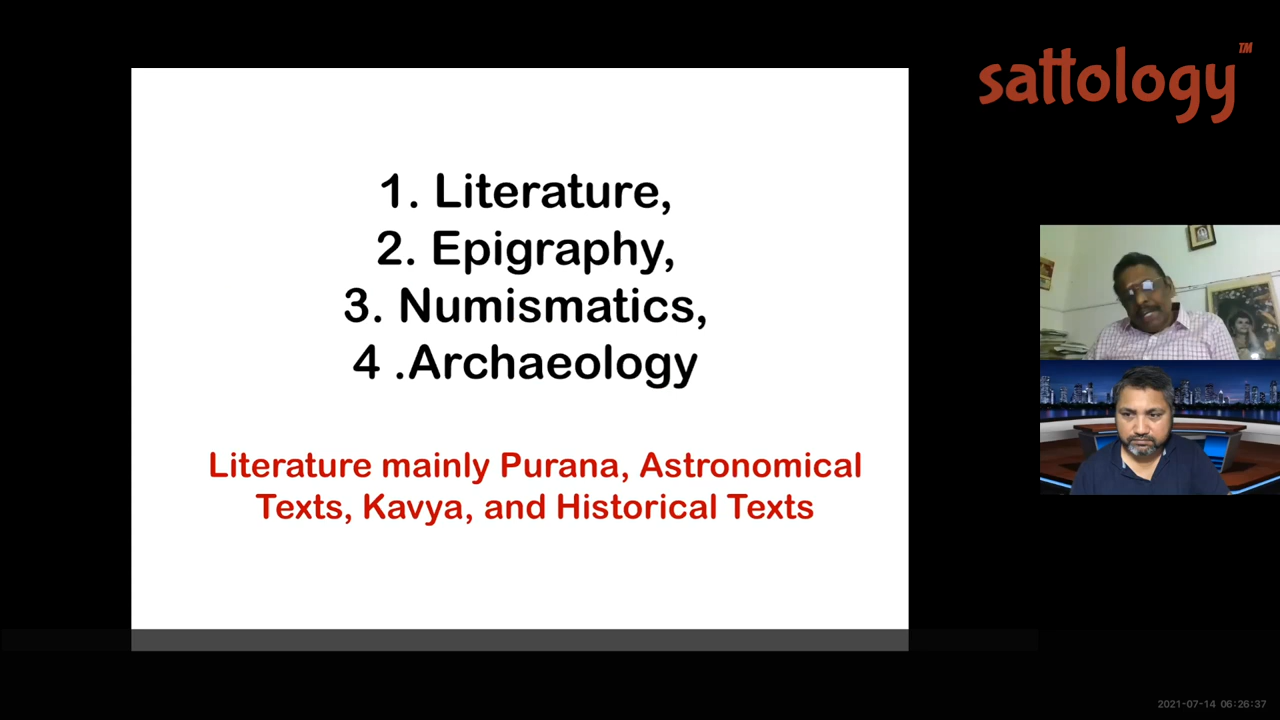 sattology™
1. Literature,
2. Epigraphy,
3. Numismatics,
4 .Archaeology
Literature mainly Purana, Astronomical
Texts, Kavya, and Historical Texts
2021-07-14 06:26:37